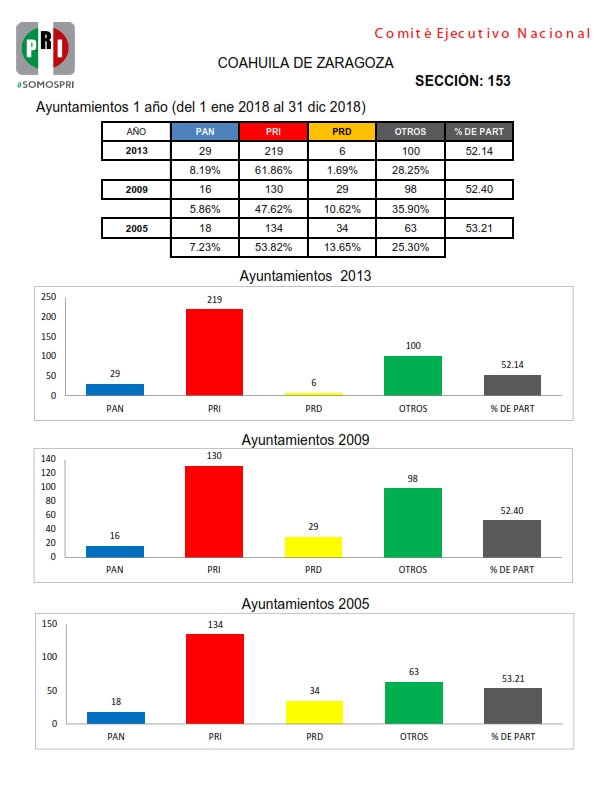 Comité Ejecutivo Nacional
PRI
#SOMOSPRI
COAHUILA DE ZARAGOZA
SECCIÓN: 153
Ayuntamientos 1 año (del 1 ene 2018 al 31 dic 2018)
AÑO PAN PRI PRD OTROS % DE PART
2013 29 219 6 100 52.14
8.19% 61.86% 1.69% 28.25%
2009 16 130 29 98 52.40
5.86% 47.62% 10.62% 35.90%
2005 18 134 34 63 53.21
7.23% 53.82% 13.65% 25.30%
Ayuntamientos 2013
250
200
150
100
50
0
29 219 6 100 52.14
PAN PRI PRD OTROS % DE PART
Ayuntamientos 2009
140
120
100
80
60
40
20
0
16 130 29 98 52.40
PAN PRI PRD OTROS % DE PART
Ayuntamientos 2005
150
100
50
0
18 134 34 63 53.21
PAN PRI PRD OTROS % DE PART